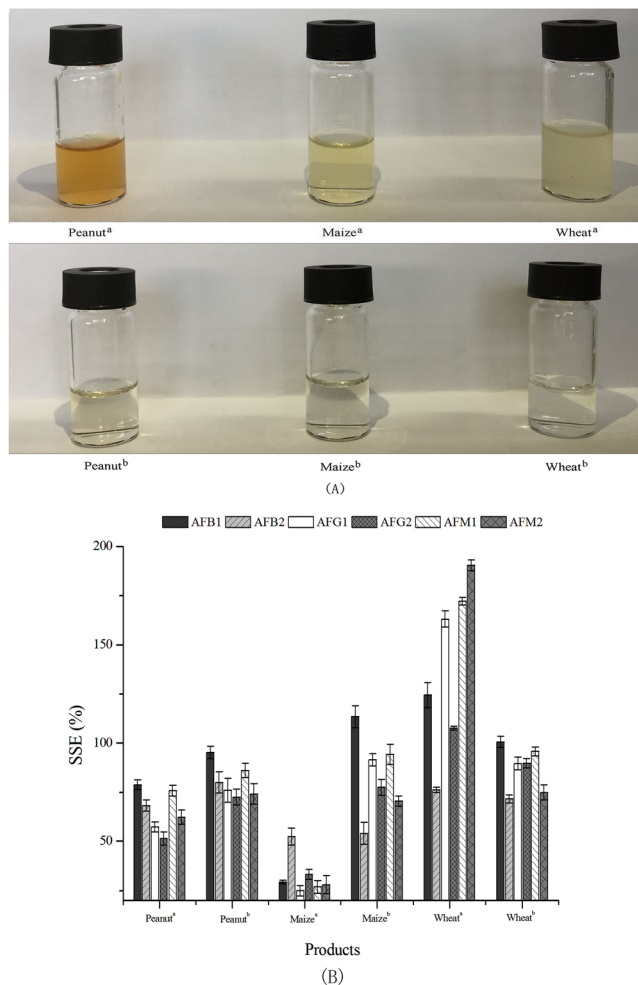 Peanutᵃ Maizeᵃ Wheatᵃ
Peanutᵇ Maizeᵇ Wheatᵇ
(A)
AFB1 AFB2 AFG1 AFG2 AFM1 AFM2
200
150
100
50
SSE (%)
Peanutᵃ Peanutᵇ Maizeᵃ Maizeᵇ Wheatᵃ Wheatᵇ
Products
(B)